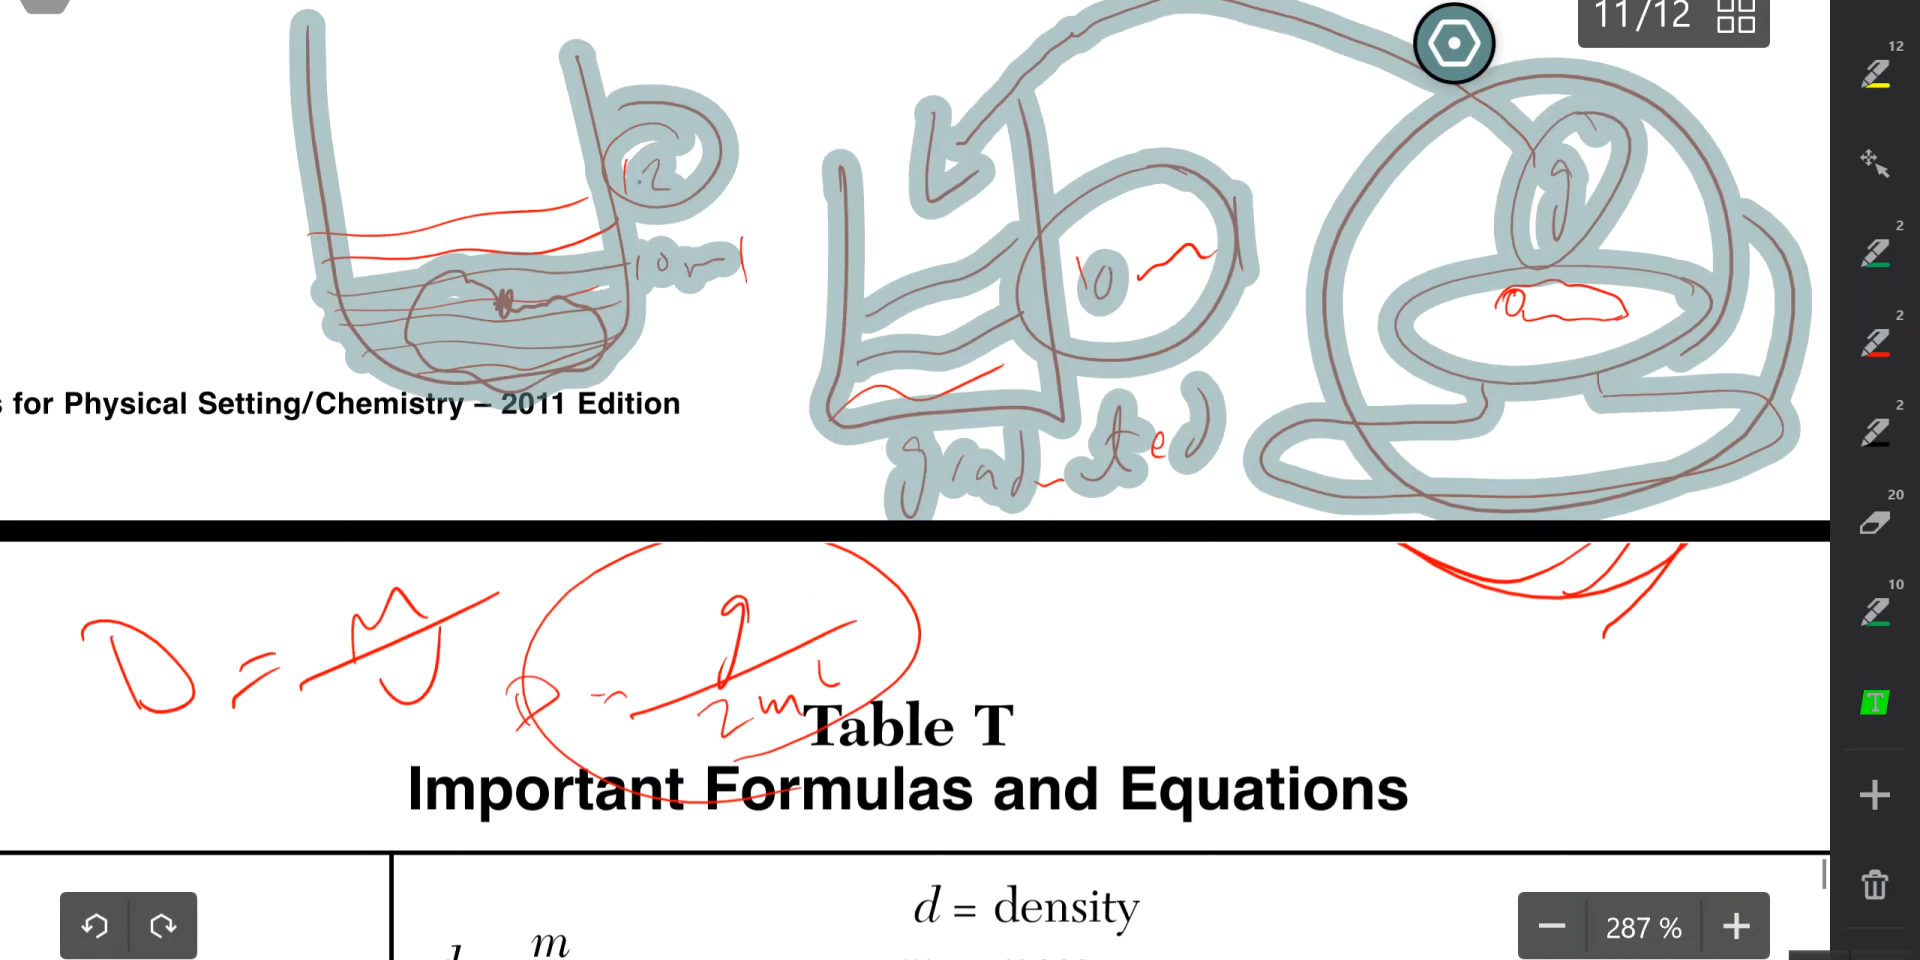 11/12
12
12
10 ml
10
2
2
2
s for Physical Setting/Chemistry – 2011 Edition
graduated
20
10
D = M/V
D = g/2mL
T
Table T
Important Formulas and Equations
d = density
m
287 %